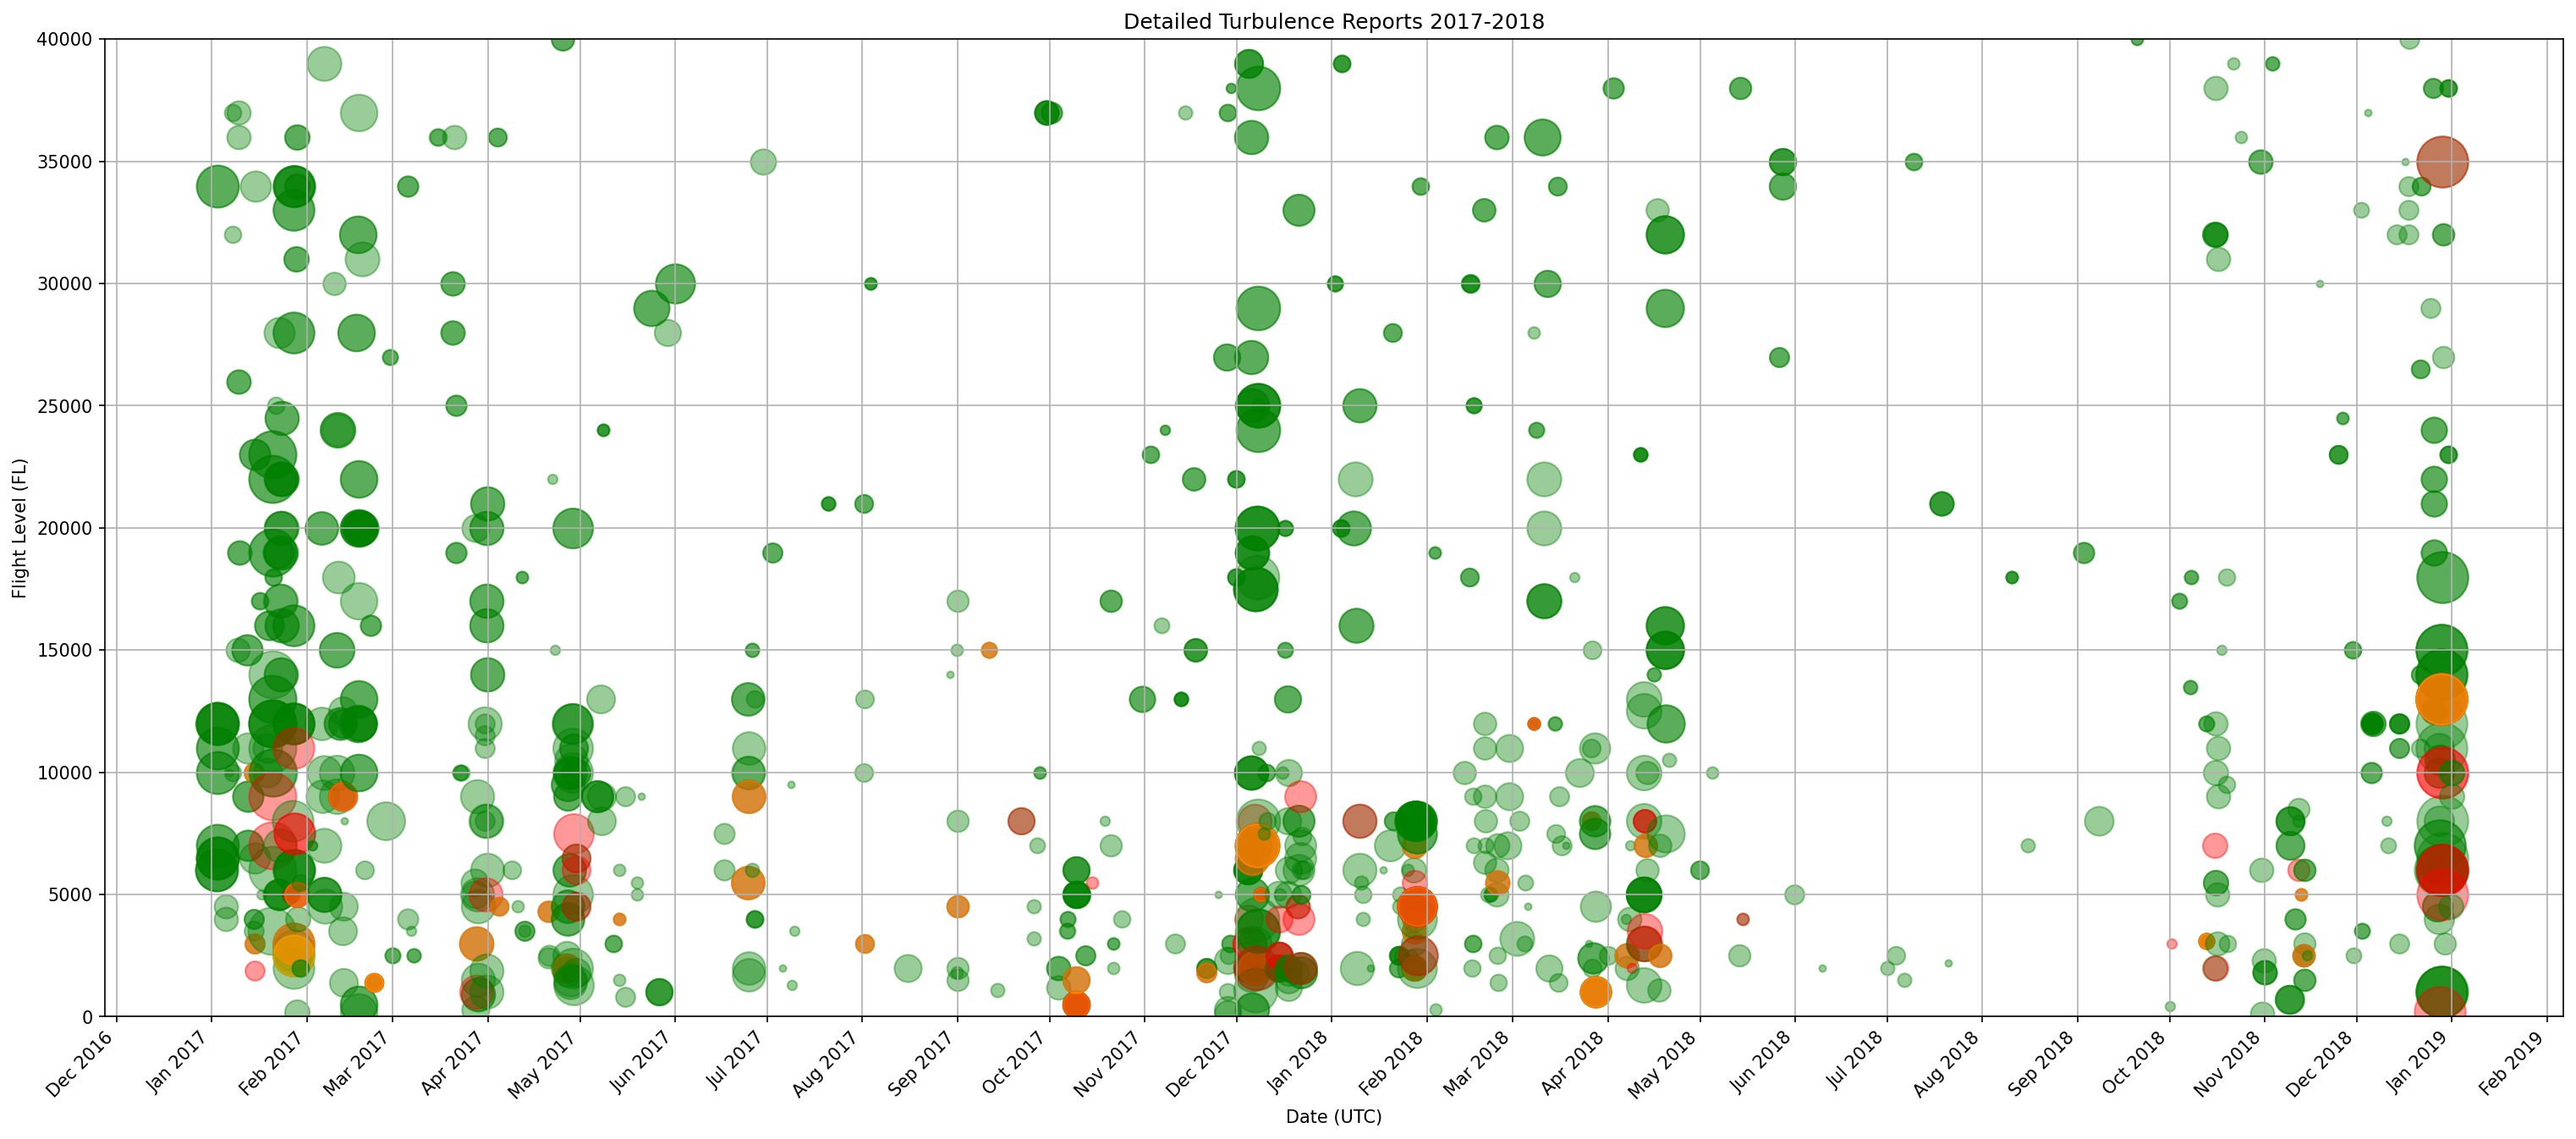 Detailed Turbulence Reports 2017-2018
40000
35000
30000
25000
20000
15000
10000
5000
0
Flight Level (FL)
Dec 2016
Jan 2017
Feb 2017
Mar 2017
Apr 2017
May 2017
Jun 2017
Jul 2017
Aug 2017
Sep 2017
Oct 2017
Nov 2017
Dec 2017
Jan 2018
Feb 2018
Mar 2018
Apr 2018
May 2018
Jun 2018
Jul 2018
Aug 2018
Sep 2018
Oct 2018
Nov 2018
Dec 2018
Jan 2019
Feb 2019
Date (UTC)